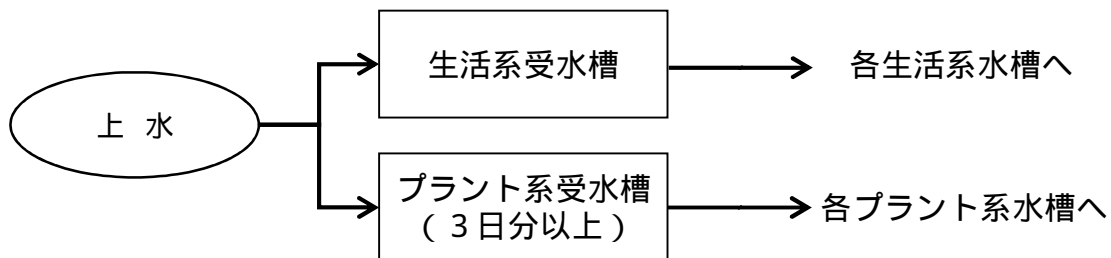 生活系受水槽
各生活系水槽へ
上 水
プラント系受水槽
(３日分以上)
各プラント系水槽へ